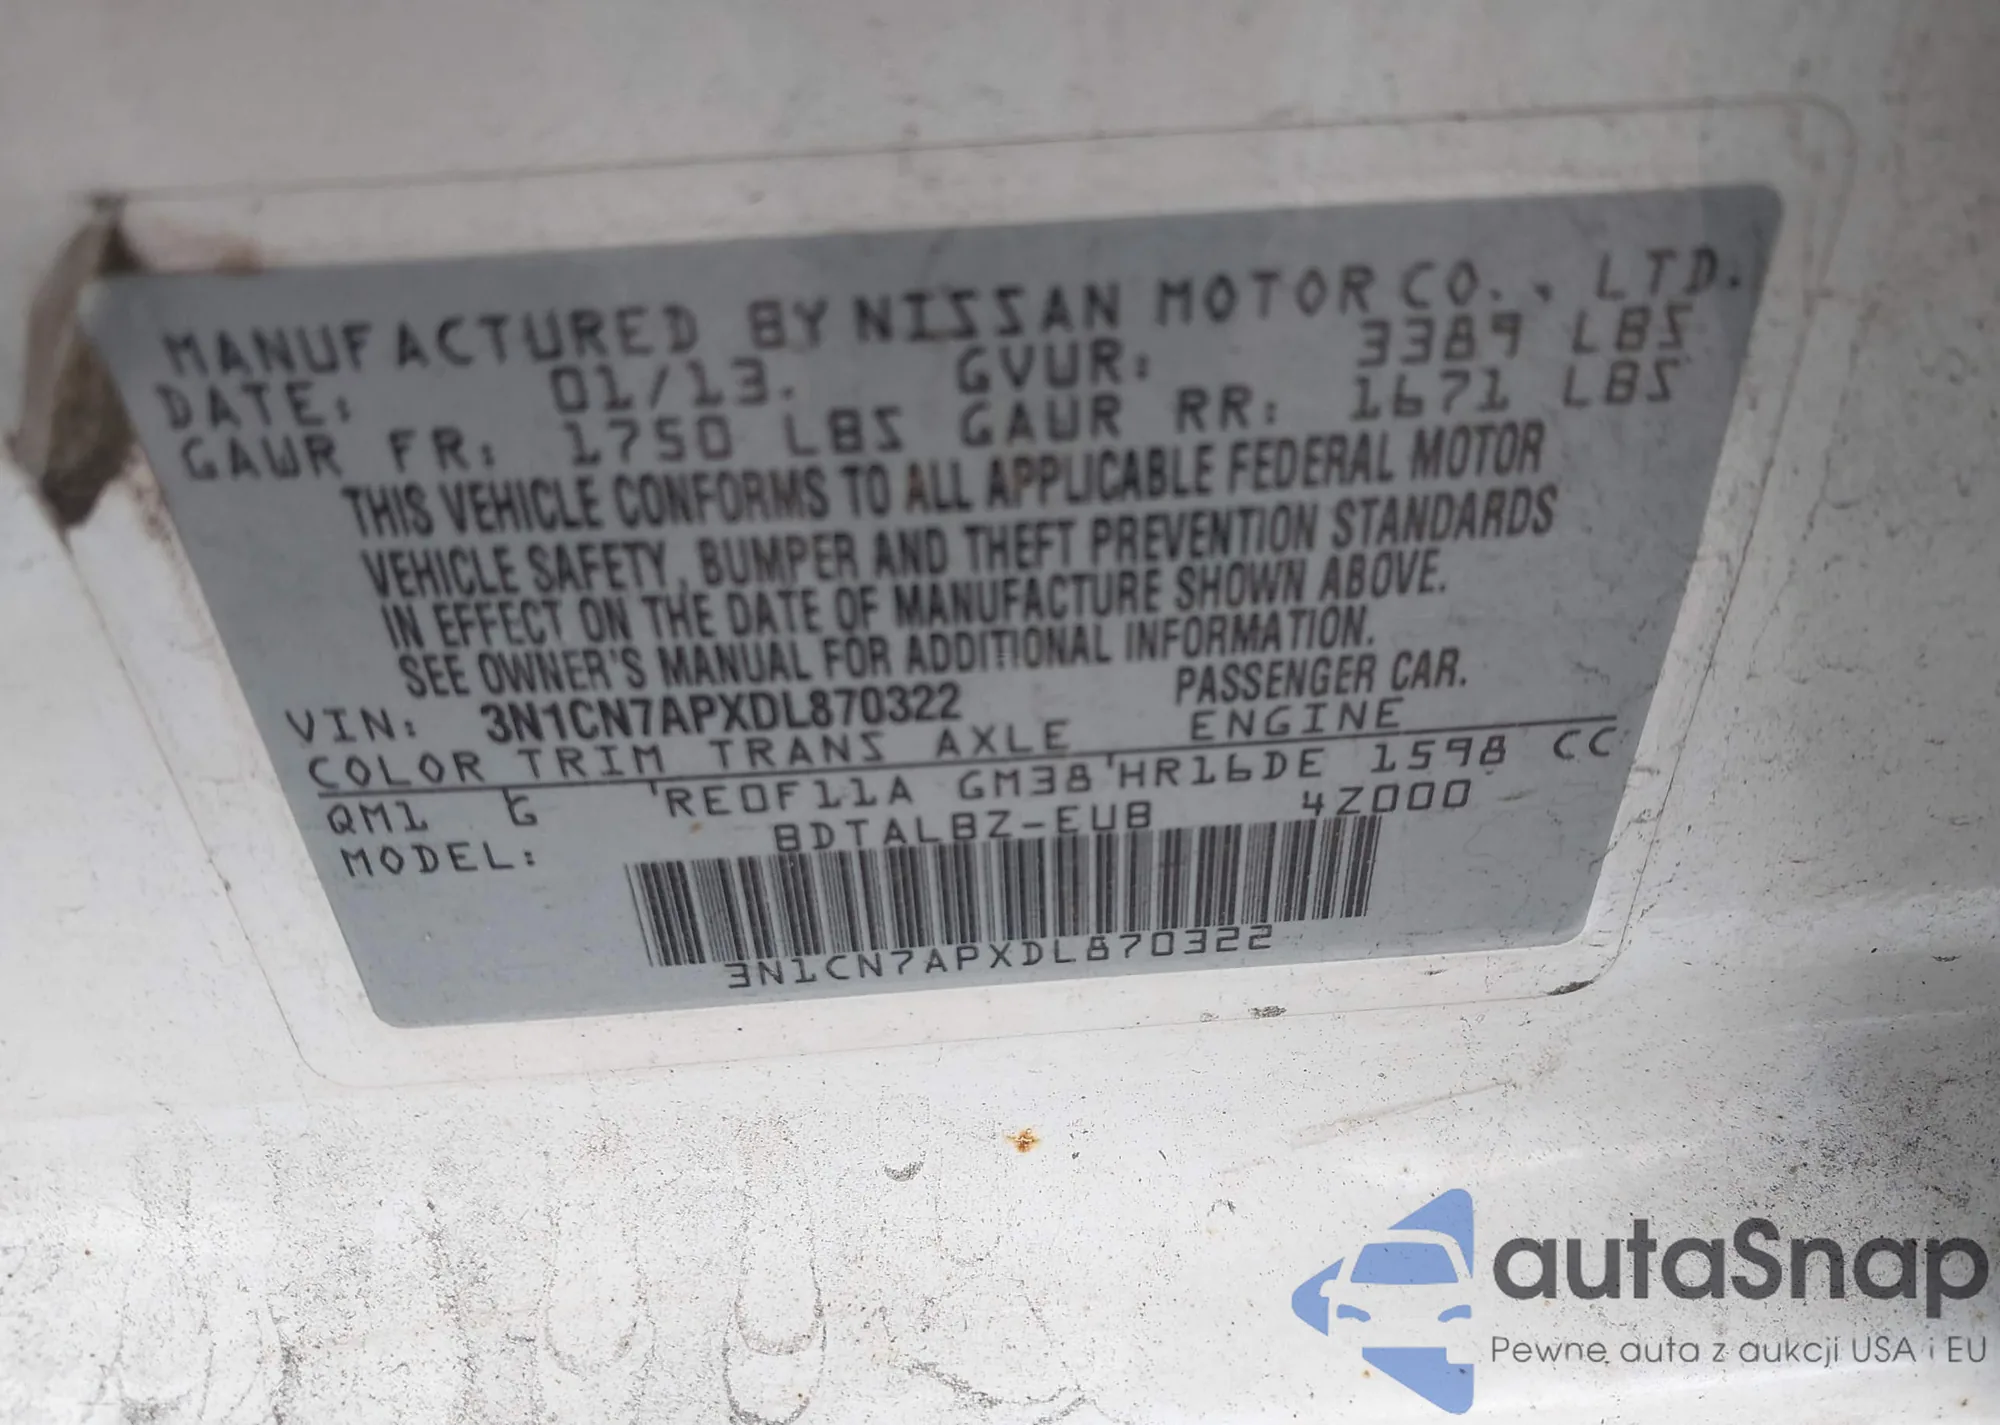 MANUFACTURED BY NISSAN MOTOR CO., LTD.
DATE: 01/13. GVWR: 3389 LBS
GAWR FR: 1750 LBS GAWR RR: 1671 LBS
THIS VEHICLE CONFORMS TO ALL APPLICABLE FEDERAL MOTOR
VEHICLE SAFETY, BUMPER AND THEFT PREVENTION STANDARDS
IN EFFECT ON THE DATE OF MANUFACTURE SHOWN ABOVE.
SEE OWNER'S MANUAL FOR ADDITIONAL INFORMATION.
VIN: 3N1CN7APXDL870322 PASSENGER CAR.
COLOR TRIM TRANS AXLE ENGINE
QM1 G RE0F11A GM38 HR16DE 1598 CC
MODEL: BDTALBZ-EUB 4Z000
3N1CN7APXDL870322
autaSnap
Pewne auta z aukcji USA i EU